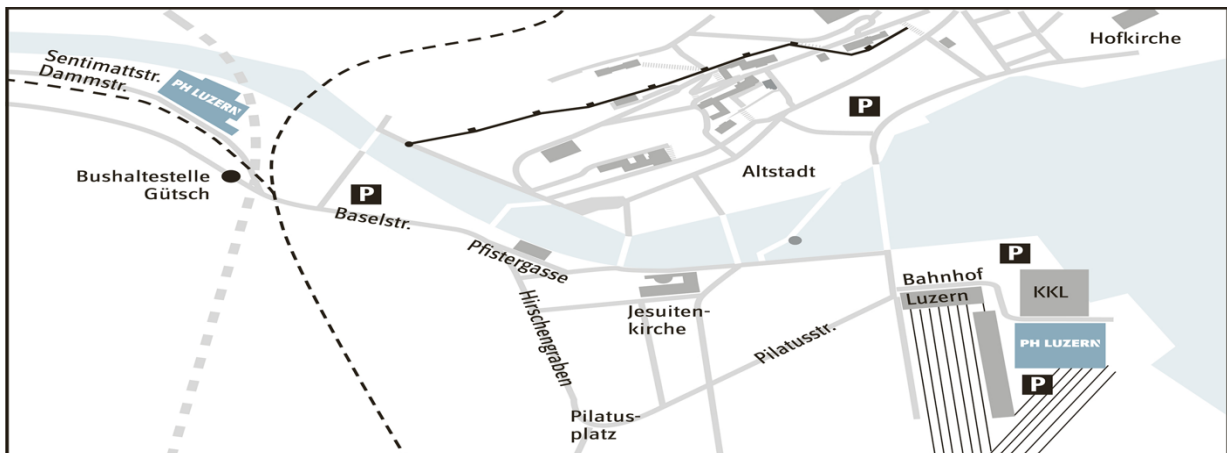 Sentimattstr.
Dammstr.
PH LUZERN
Bushaltestelle
Gütsch
P
Baselstr.
Pfistergasse
Hirschengraben
Jesuiten-
kirche
Pilatusstr.
Pilatus-
platz
Altstadt
P
Hofkirche
P
Bahnhof
Luzern
KKL
PH LUZERN
P